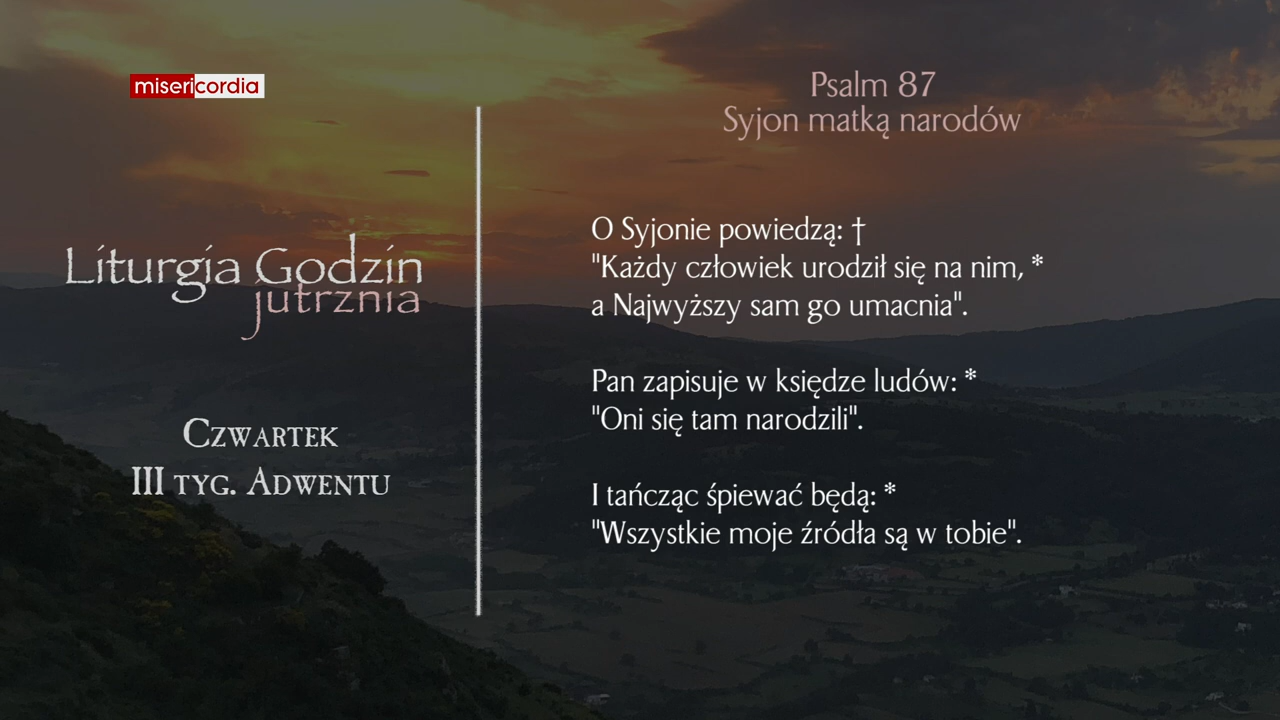 misericordia
Liturgia Godzin
jutrznia
Czwartek
III tyg. Adwentu
Psalm 87
Syjon matką narodów
O Syjonie powiedzą: †
"Każdy człowiek urodził się na nim, *
a Najwyższy sam go umacnia".
Pan zapisuje w księdze ludów: *
"Oni się tam narodzili".
I tańcząc śpiewać będą: *
"Wszystkie moje źródła są w tobie".